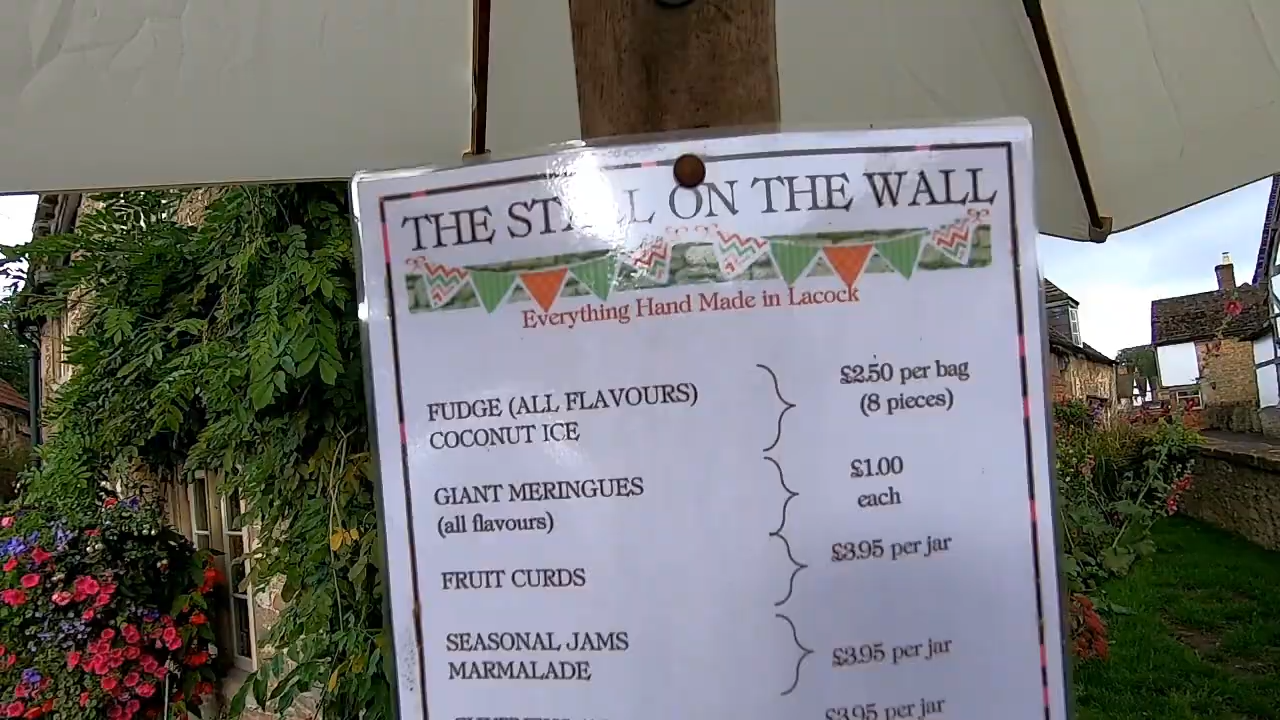 THE STALL ON THE WALL
Everything Hand Made in Lacock
FUDGE (ALL FLAVOURS)
COCONUT ICE
£2.50 per bag
(8 pieces)
GIANT MERINGUES
(all flavours)
£1.00
each
FRUIT CURDS
£3.95 per jar
SEASONAL JAMS
MARMALADE
£3.95 per jar
£3.95 per jar